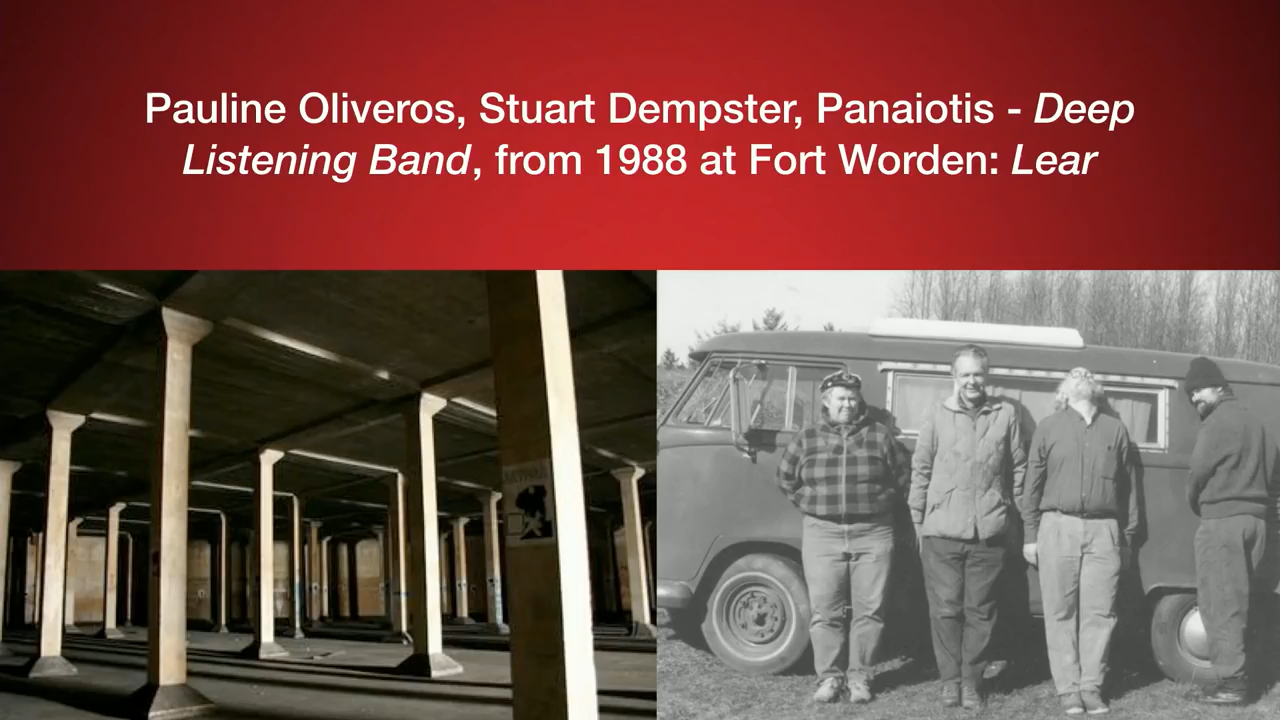 Pauline Oliveros, Stuart Dempster, Panaiotis - Deep
Listening Band, from 1988 at Fort Worden: Lear